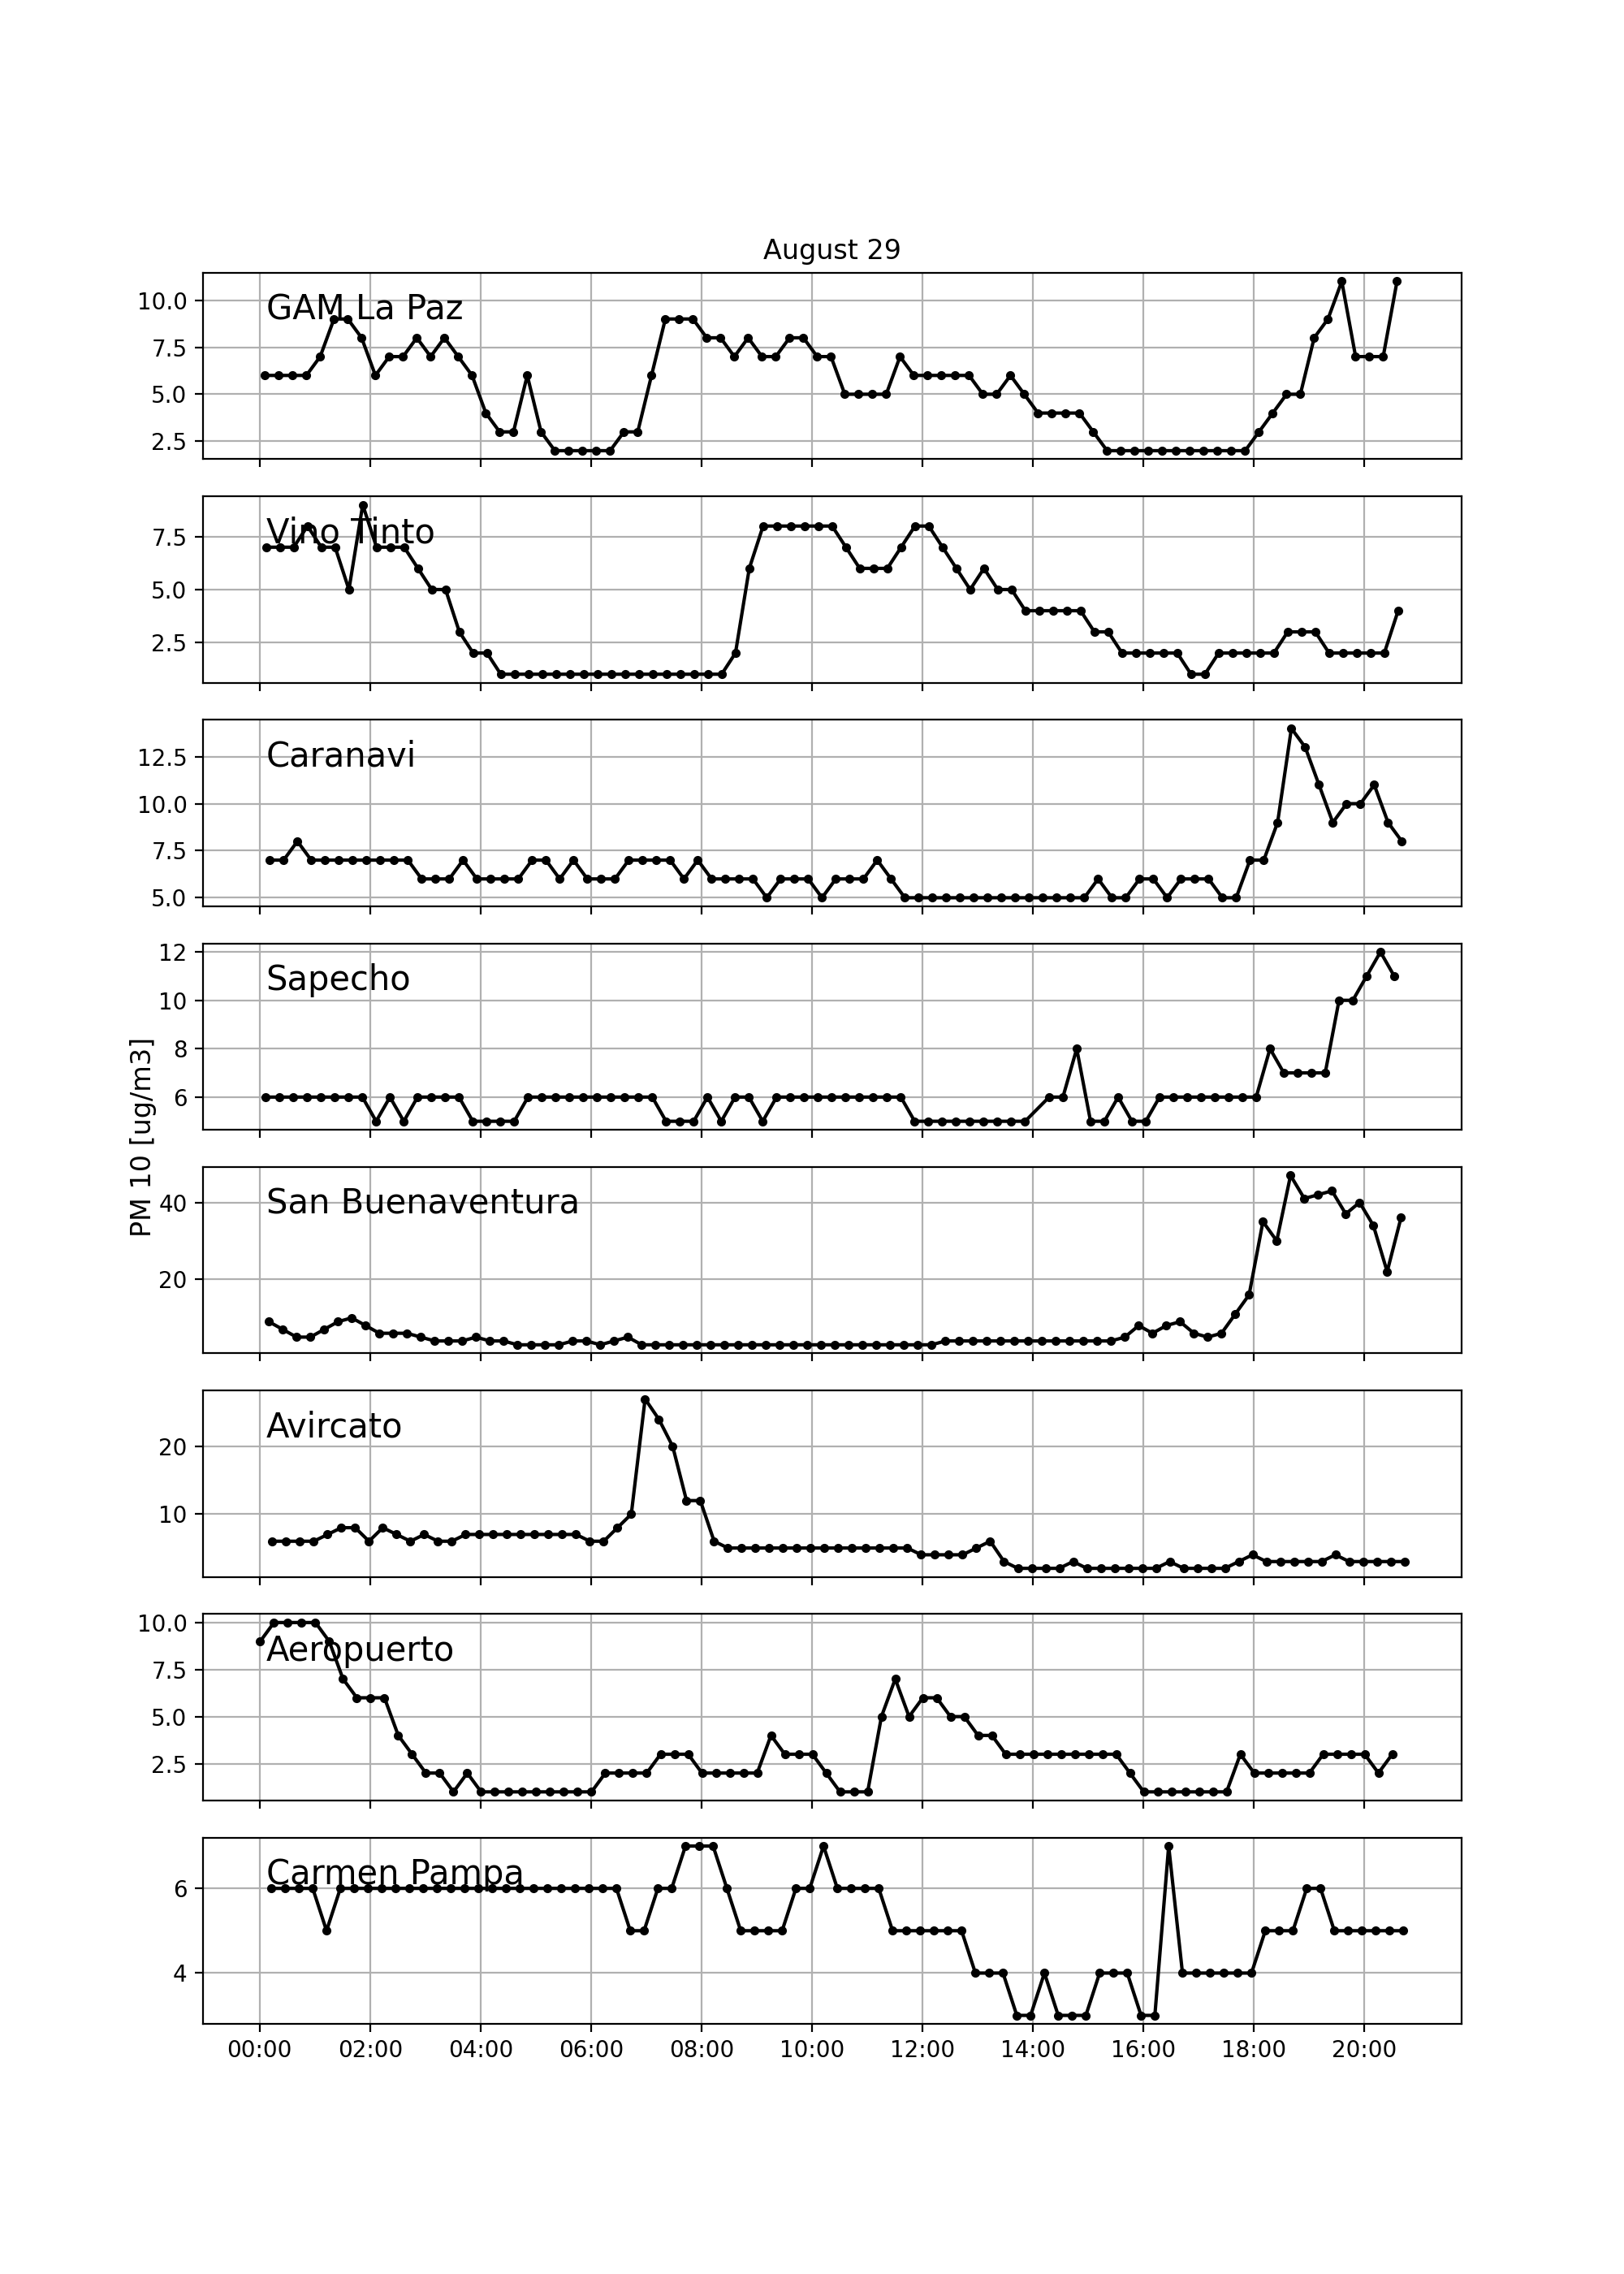 August 29
GAM La Paz
10.0
7.5
5.0
2.5
Vino Tinto
7.5
5.0
2.5
Caranavi
12.5
10.0
7.5
5.0
Sapecho
12
10
8
6
PM 10 [ug/m3]
San Buenaventura
40
20
Avircato
20
10
Aeropuerto
10.0
7.5
5.0
2.5
Carmen Pampa
6
4
00:00 02:00 04:00 06:00 08:00 10:00 12:00 14:00 16:00 18:00 20:00